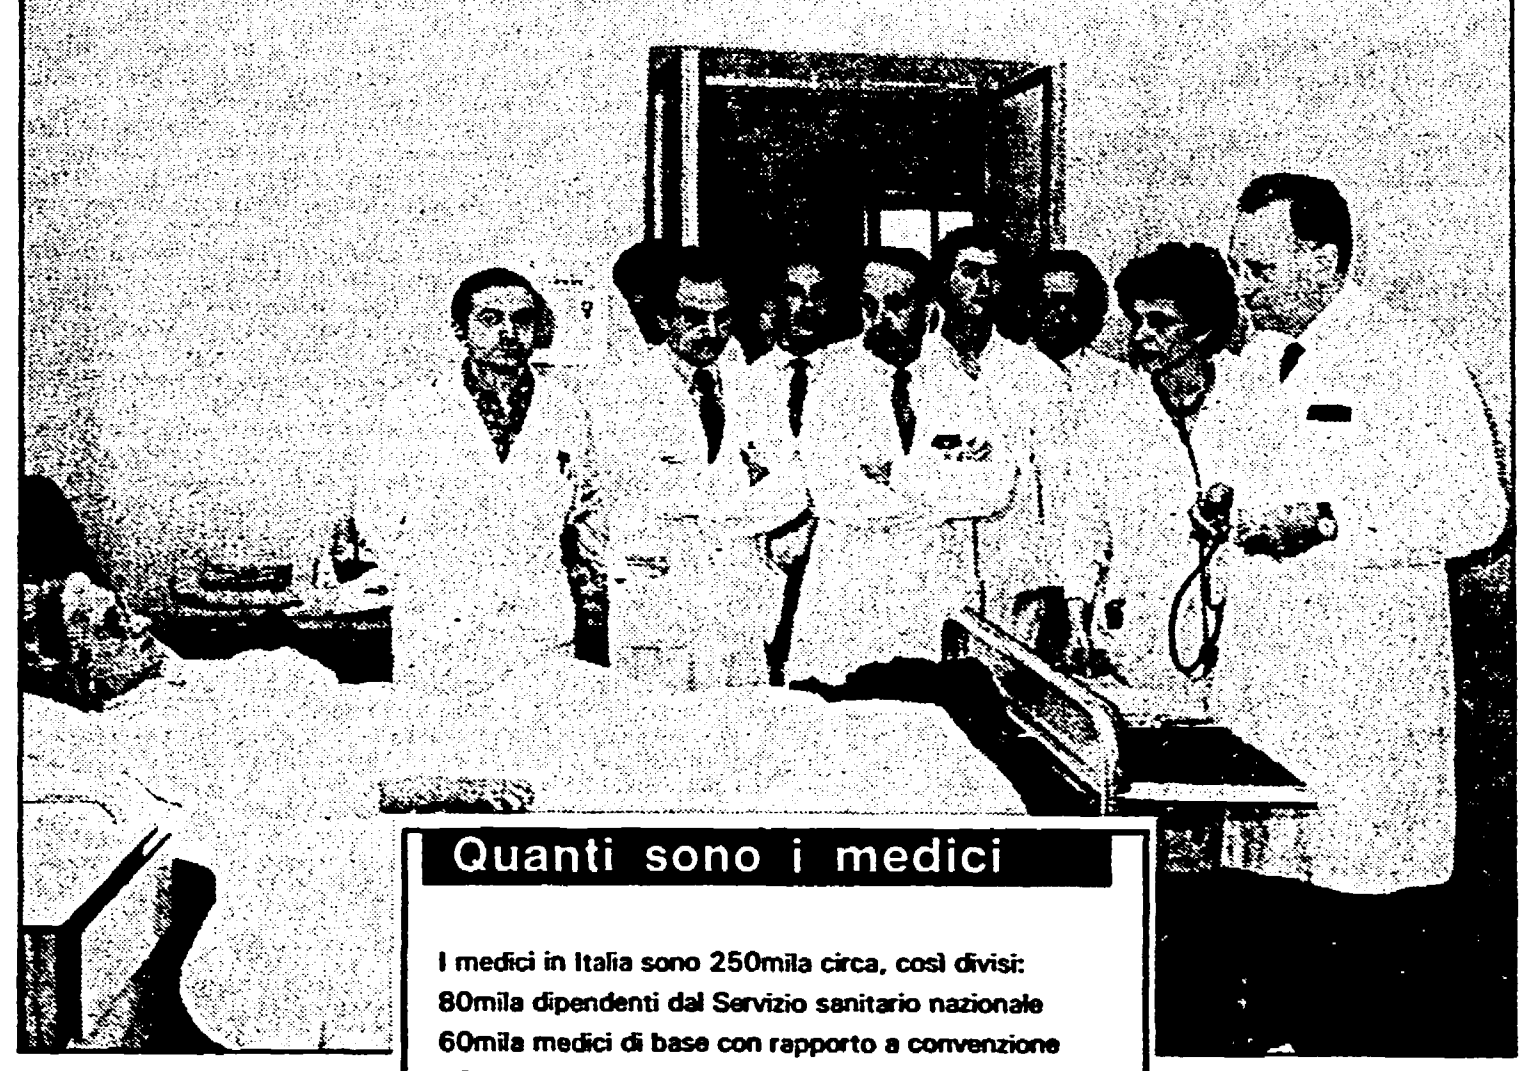 Quanti sono i medici
I medici in Italia sono 250mila circa, così divisi:
80mila dipendenti dal Servizio sanitario nazionale
60mila medici di base con rapporto a convenzione